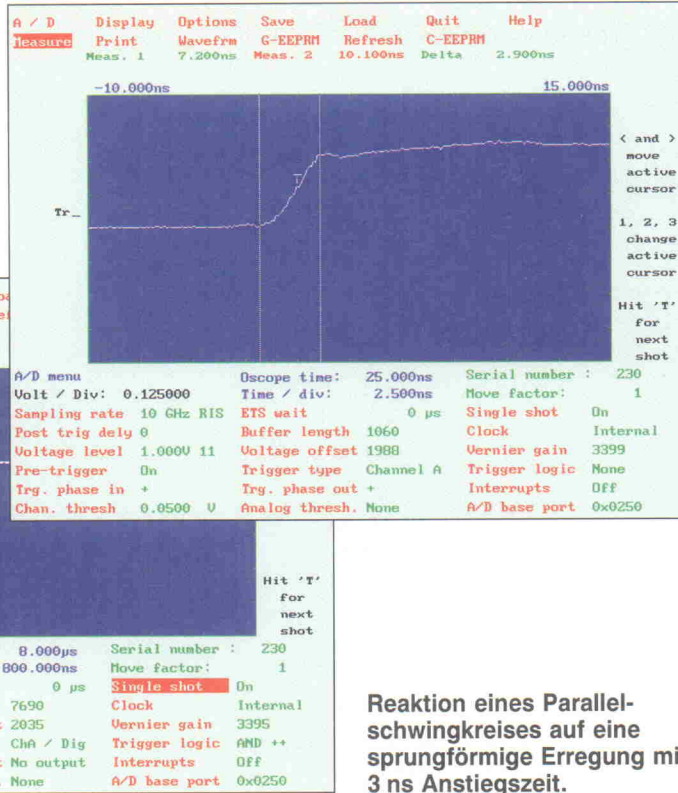 A / D Display Options Save Load Quit Help
Measure Print Wavefrm G-EEPRM Refresh C-EEPRM
Meas. 1 7.200ns Meas. 2 10.100ns Delta 2.900ns
-10.000ns 15.000ns
< and >
move
active
cursor
Tr_
T
1, 2, 3
change
active
cursor
Hit 'T'
for
next
shot
A/D menu Oscope time: 25.000ns Serial number : 230
Volt / Div: 0.125000 Time / div: 2.500ns Move factor: 1
Sampling rate 10 GHz RIS ETS wait 0 µs Single shot On
Post trig dely 0 Buffer length 1060 Clock Internal
Voltage level 1.000V 11 Voltage offset 1988 Vernier gain 3399
Pre-trigger On Trigger type Channel A Trigger logic None
Trg. phase in + Trg. phase out + Interrupts Off
Chan. thresh 0.0500 V Analog thresh. None A/D base port 0x0250
Hit 'T'
for
next
shot
8.000µs Serial number : 230
800.000ns Move factor: 1
0 µs Single shot On
7690 Clock Internal
2035 Vernier gain 3395
ChA / Dig Trigger logic AND ++
No output Interrupts Off
None A/D base port 0x0250
Reaktion eines Parallel-
schwingkreises auf eine
sprungförmige Erregung mi
3 ns Anstiegszeit.